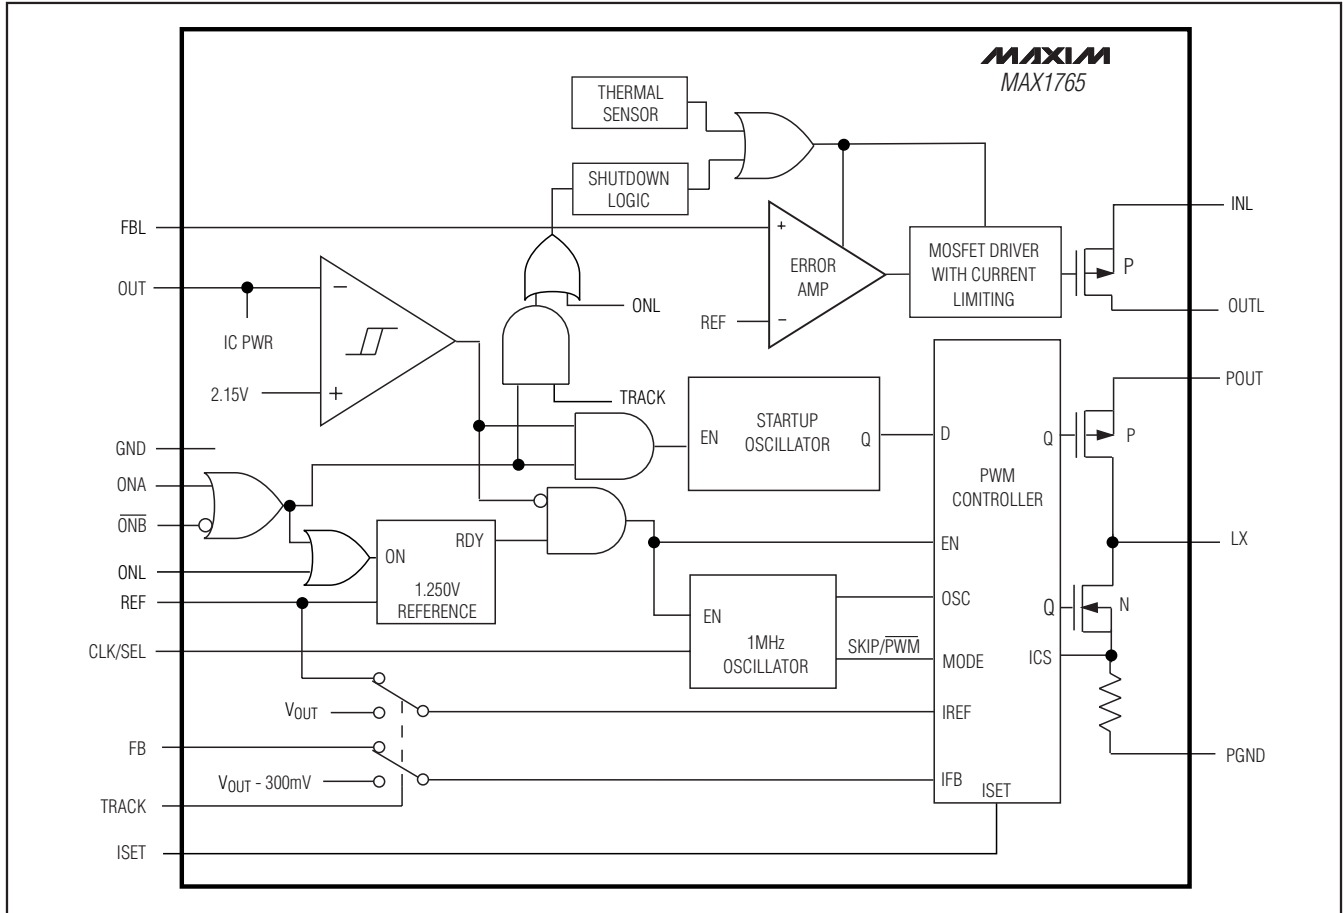 MAXIM
MAX1765
THERMAL
SENSOR
SHUTDOWN
LOGIC
FBL
OUT
IC PWR
2.15V
GND
ONA
O̅N̅B̅
ONL
REF
CLK/SEL
VOUT
FB
VOUT - 300mV
TRACK
ISET
−
+
ONL
TRACK
ON
RDY
1.250V
REFERENCE
+
ERROR
AMP
REF
−
MOSFET DRIVER
WITH CURRENT
LIMITING
P
INL
OUTL
EN
STARTUP
OSCILLATOR
Q
EN
1MHz
OSCILLATOR
SKIP/P̅W̅M̅
D
PWM
CONTROLLER
EN
OSC
MODE
IREF
IFB
ISET
Q
Q
ICS
P
N
POUT
LX
PGND